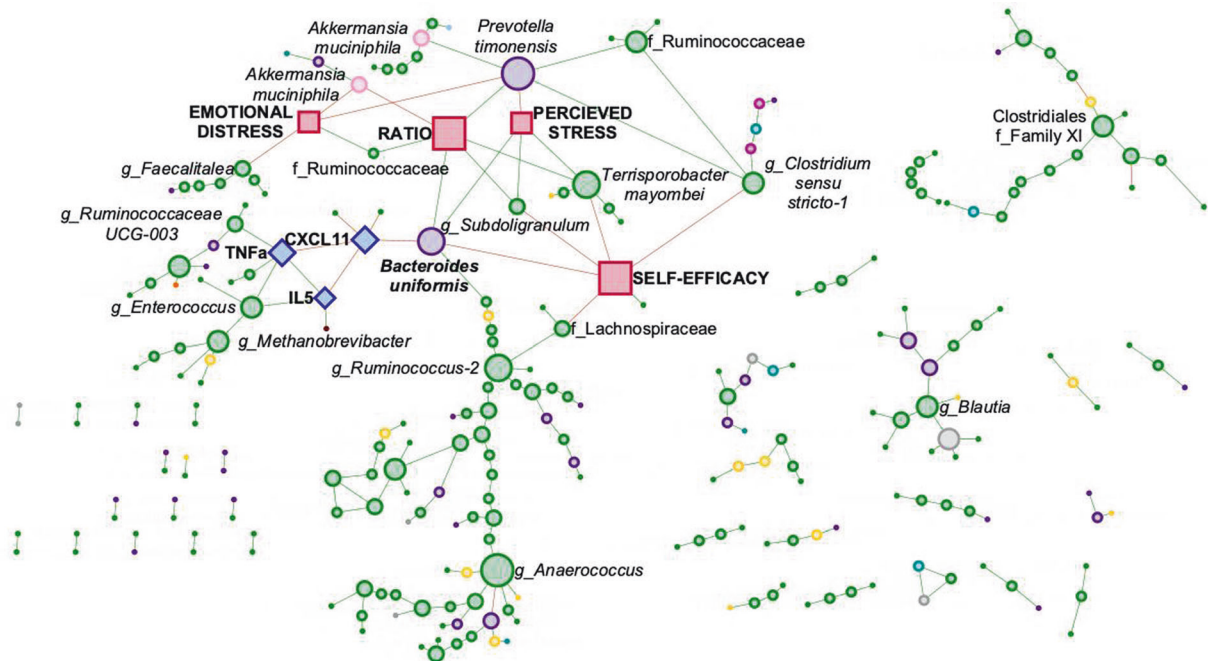 Akkermansia
muciniphila
Prevotella
timonensis
f_Ruminococcaceae
Akkermansia
muciniphila
EMOTIONAL
DISTRESS
RATIO
PERCIEVED
STRESS
Clostridiales
f_Family XI
g_Faecalitalea
f_Ruminococcaceae
Terrisporobacter
mayombei
g_Clostridium
sensu
stricto-1
g_Ruminococcaceae
UCG-003
g_Subdoligranulum
TNFa
CXCL11
Bacteroides
uniformis
SELF-EFFICACY
IL5
g_Enterococcus
g_Methanobrevibacter
f_Lachnospiraceae
g_Ruminococcus-2
g_Blautia
g_Anaerococcus